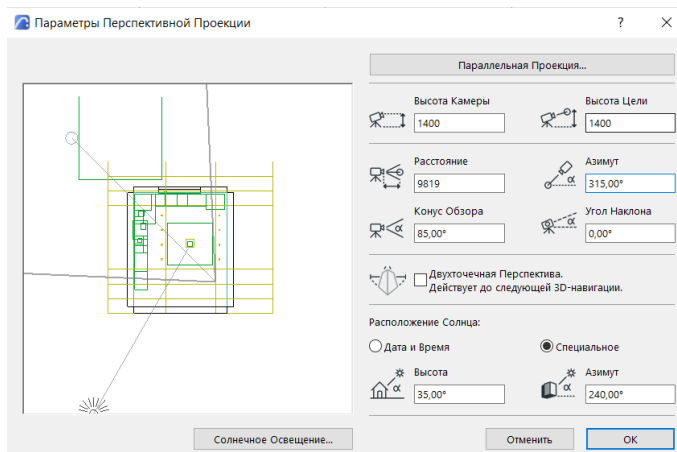 Параметры Перспективной Проекции
?
Параллельная Проекция...
Высота Камеры
Высота Цели
1400
1400
Расстояние
Азимут
9819
315,00°
Конус Обзора
Угол Наклона
85,00°
0,00°
Двухточечная Перспектива.
Действует до следующей 3D-навигации.
Расположение Солнца:
Дата и Время
Специальное
Высота
Азимут
35,00°
240,00°
Солнечное Освещение...
Отменить
OK